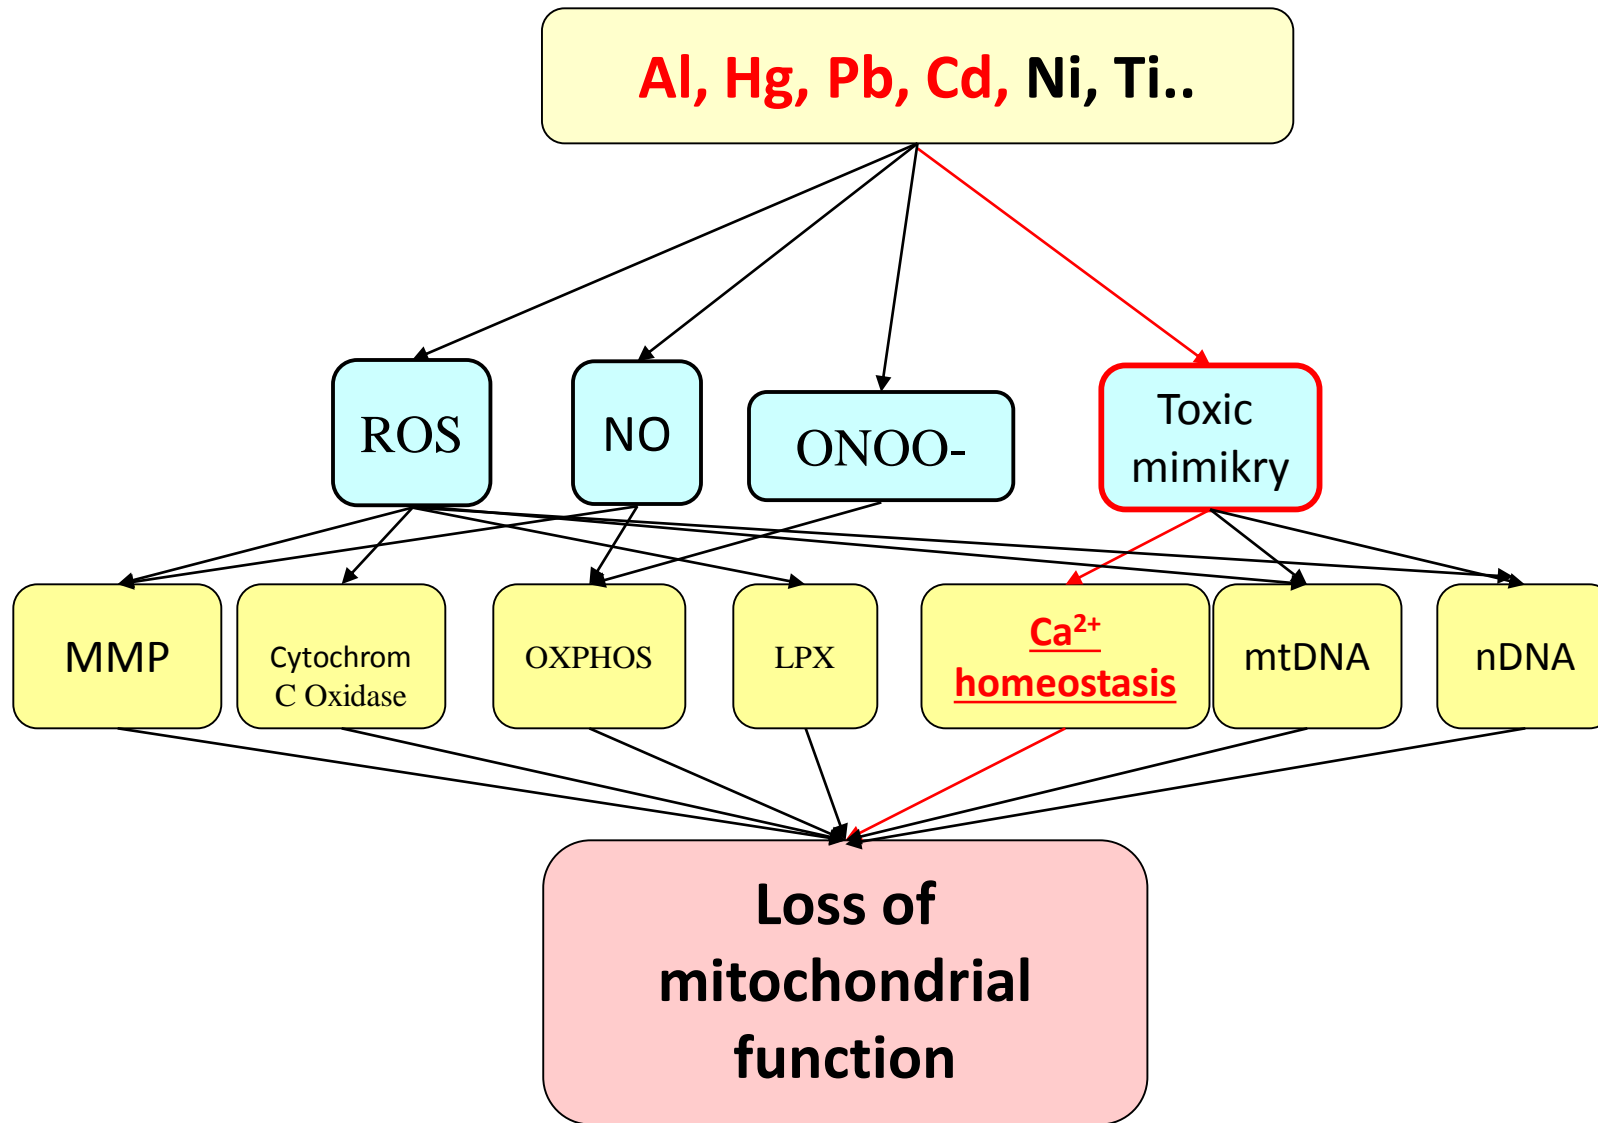 Al, Hg, Pb, Cd, Ni, Ti..
ROS
NO
ONOO-
Toxic
mimikry
MMP
Cytochrom
C Oxidase
OXPHOS
LPX
Ca²⁺
homeostasis
mtDNA
nDNA
Loss of
mitochondrial
function